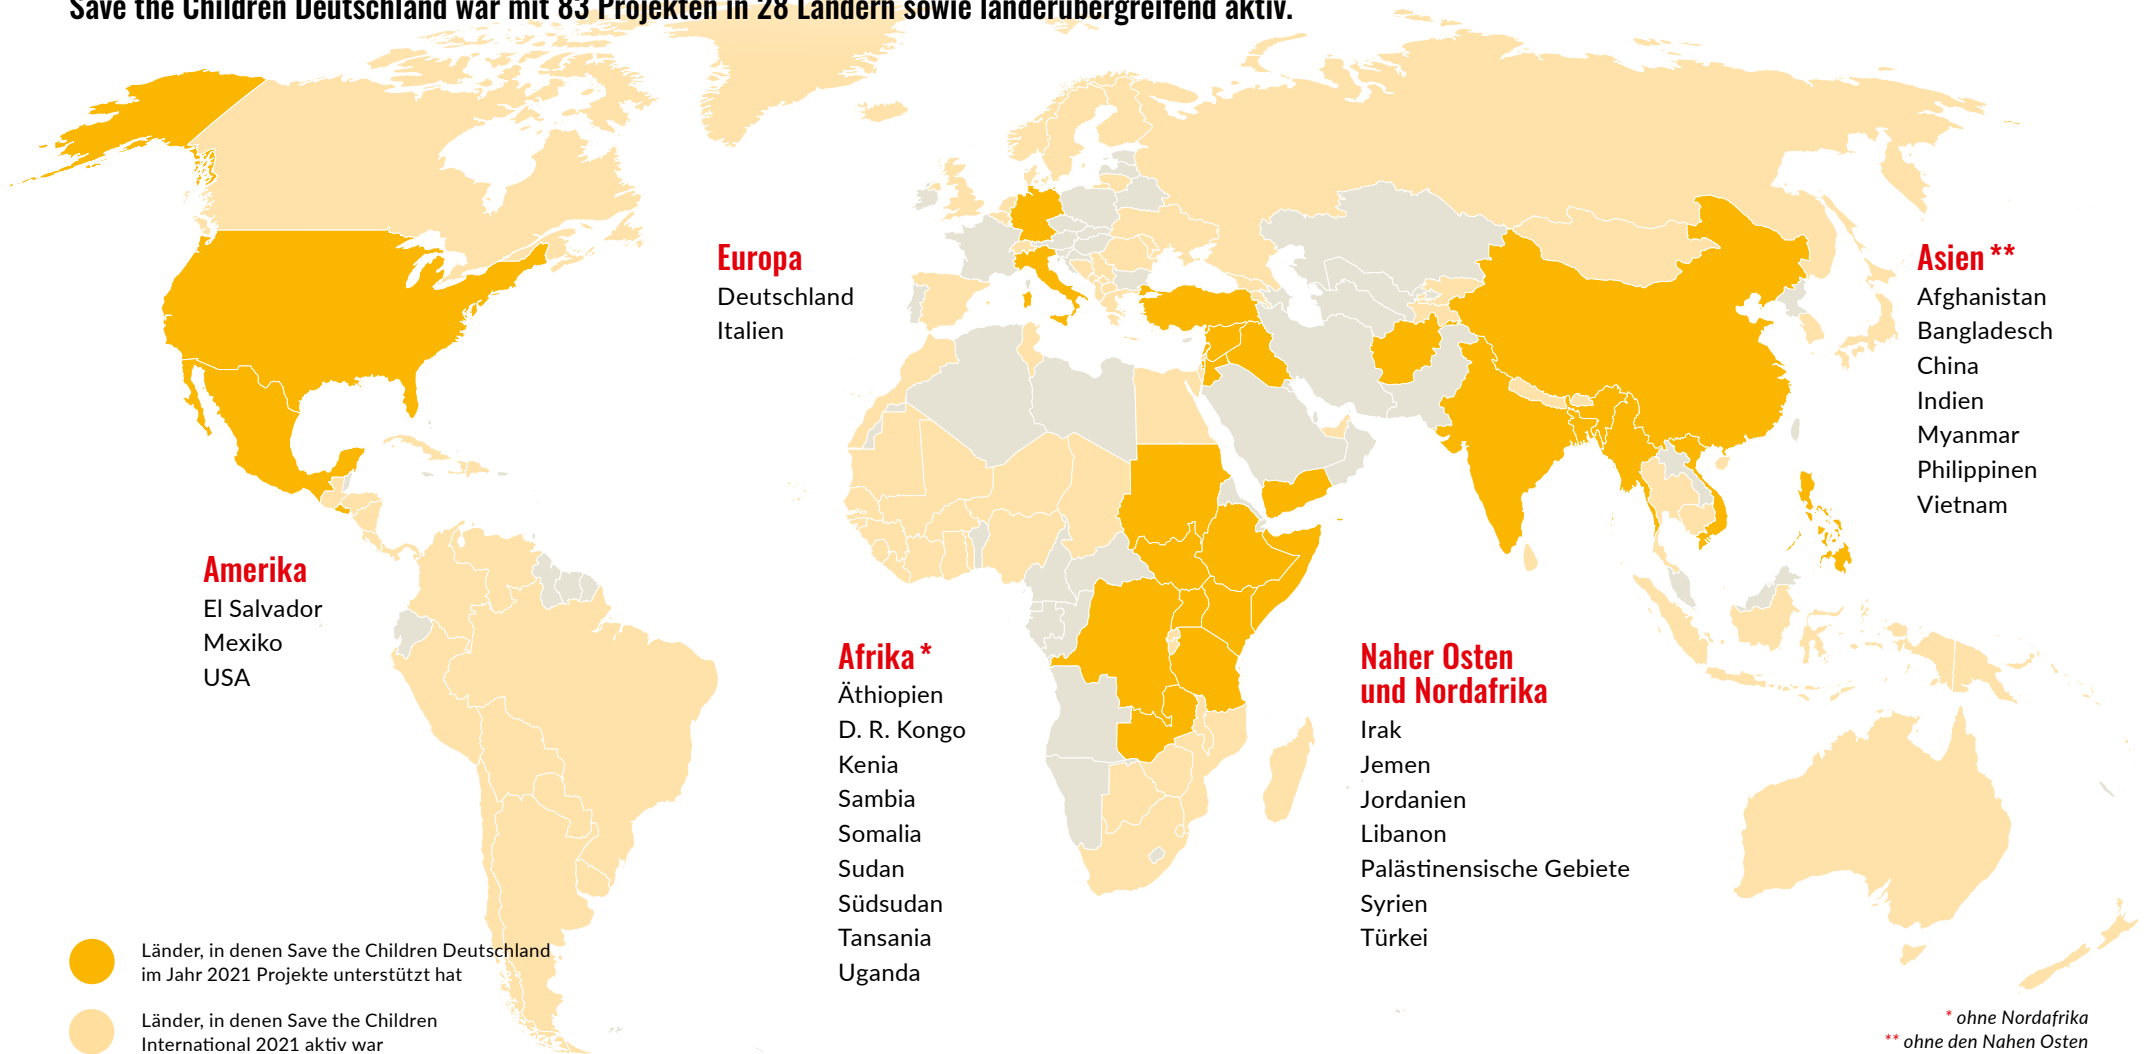 Save the Children Deutschland war mit 83 Projekten in 28 Ländern sowie länderübergreifend aktiv.
Europa
Deutschland
Italien
Asien **
Afghanistan
Bangladesch
China
Indien
Myanmar
Philippinen
Vietnam
Amerika
El Salvador
Mexiko
USA
Afrika *
Äthiopien
D. R. Kongo
Kenia
Sambia
Somalia
Sudan
Südsudan
Tansania
Uganda
Naher Osten
und Nordafrika
Irak
Jemen
Jordanien
Libanon
Palästinensische Gebiete
Syrien
Türkei
Länder, in denen Save the Children Deutschland
im Jahr 2021 Projekte unterstützt hat
Länder, in denen Save the Children
International 2021 aktiv war
* ohne Nordafrika
** ohne den Nahen Osten